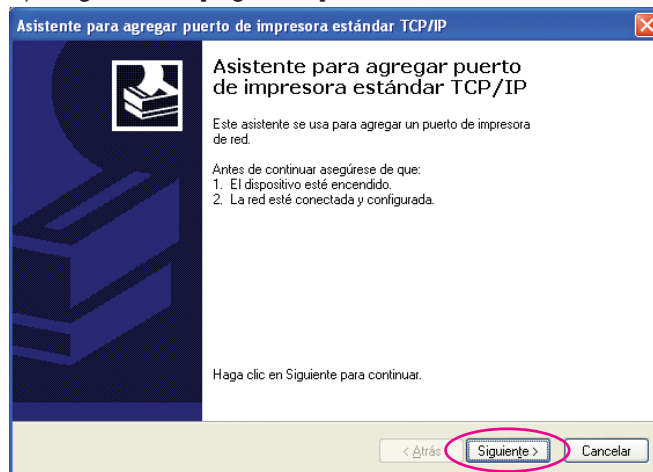 Asistente para agregar puerto de impresora estándar TCP/IP
Asistente para agregar puerto
de impresora estándar TCP/IP
Este asistente se usa para agregar un puerto de impresora
de red.
Antes de continuar asegúrese de que:
1. El dispositivo esté encendido.
2. La red esté conectada y configurada.
Haga clic en Siguiente para continuar.
< Atrás
Siguiente >
Cancelar